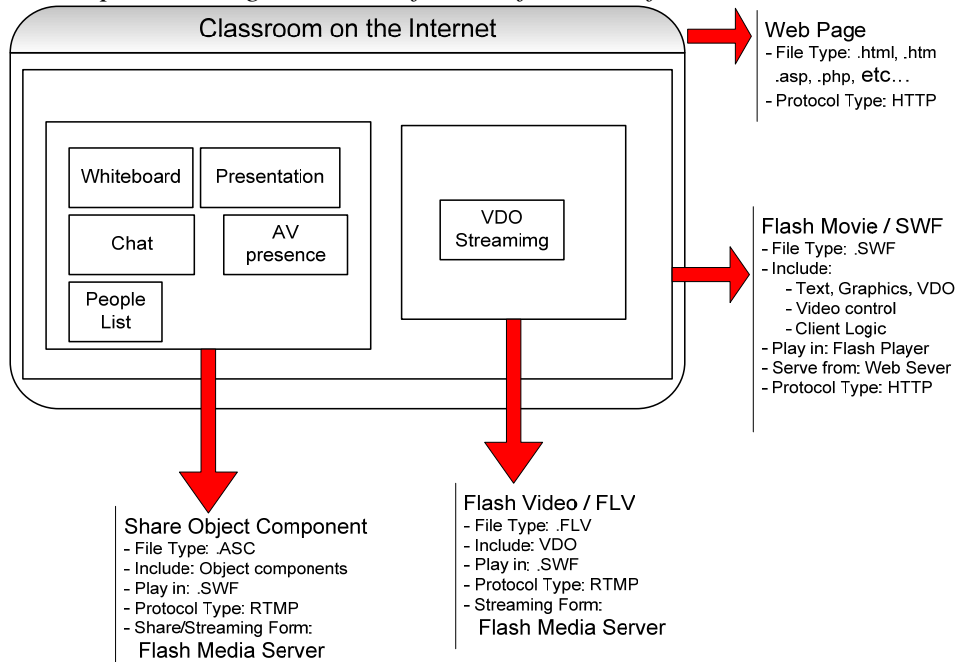 Classroom on the Internet
Whiteboard
Presentation
Chat
AV
presence
People
List
VDO
Streamimg
Web Page
- File Type: .html, .htm
.asp, .php, etc...
- Protocol Type: HTTP
Flash Movie / SWF
- File Type: .SWF
- Include:
- Text, Graphics, VDO
- Video control
- Client Logic
- Play in: Flash Player
- Serve from: Web Sever
- Protocol Type: HTTP
Share Object Component
- File Type: .ASC
- Include: Object components
- Play in: .SWF
- Protocol Type: RTMP
- Share/Streaming Form:
Flash Media Server
Flash Video / FLV
- File Type: .FLV
- Include: VDO
- Play in: .SWF
- Protocol Type: RTMP
- Streaming Form:
Flash Media Server